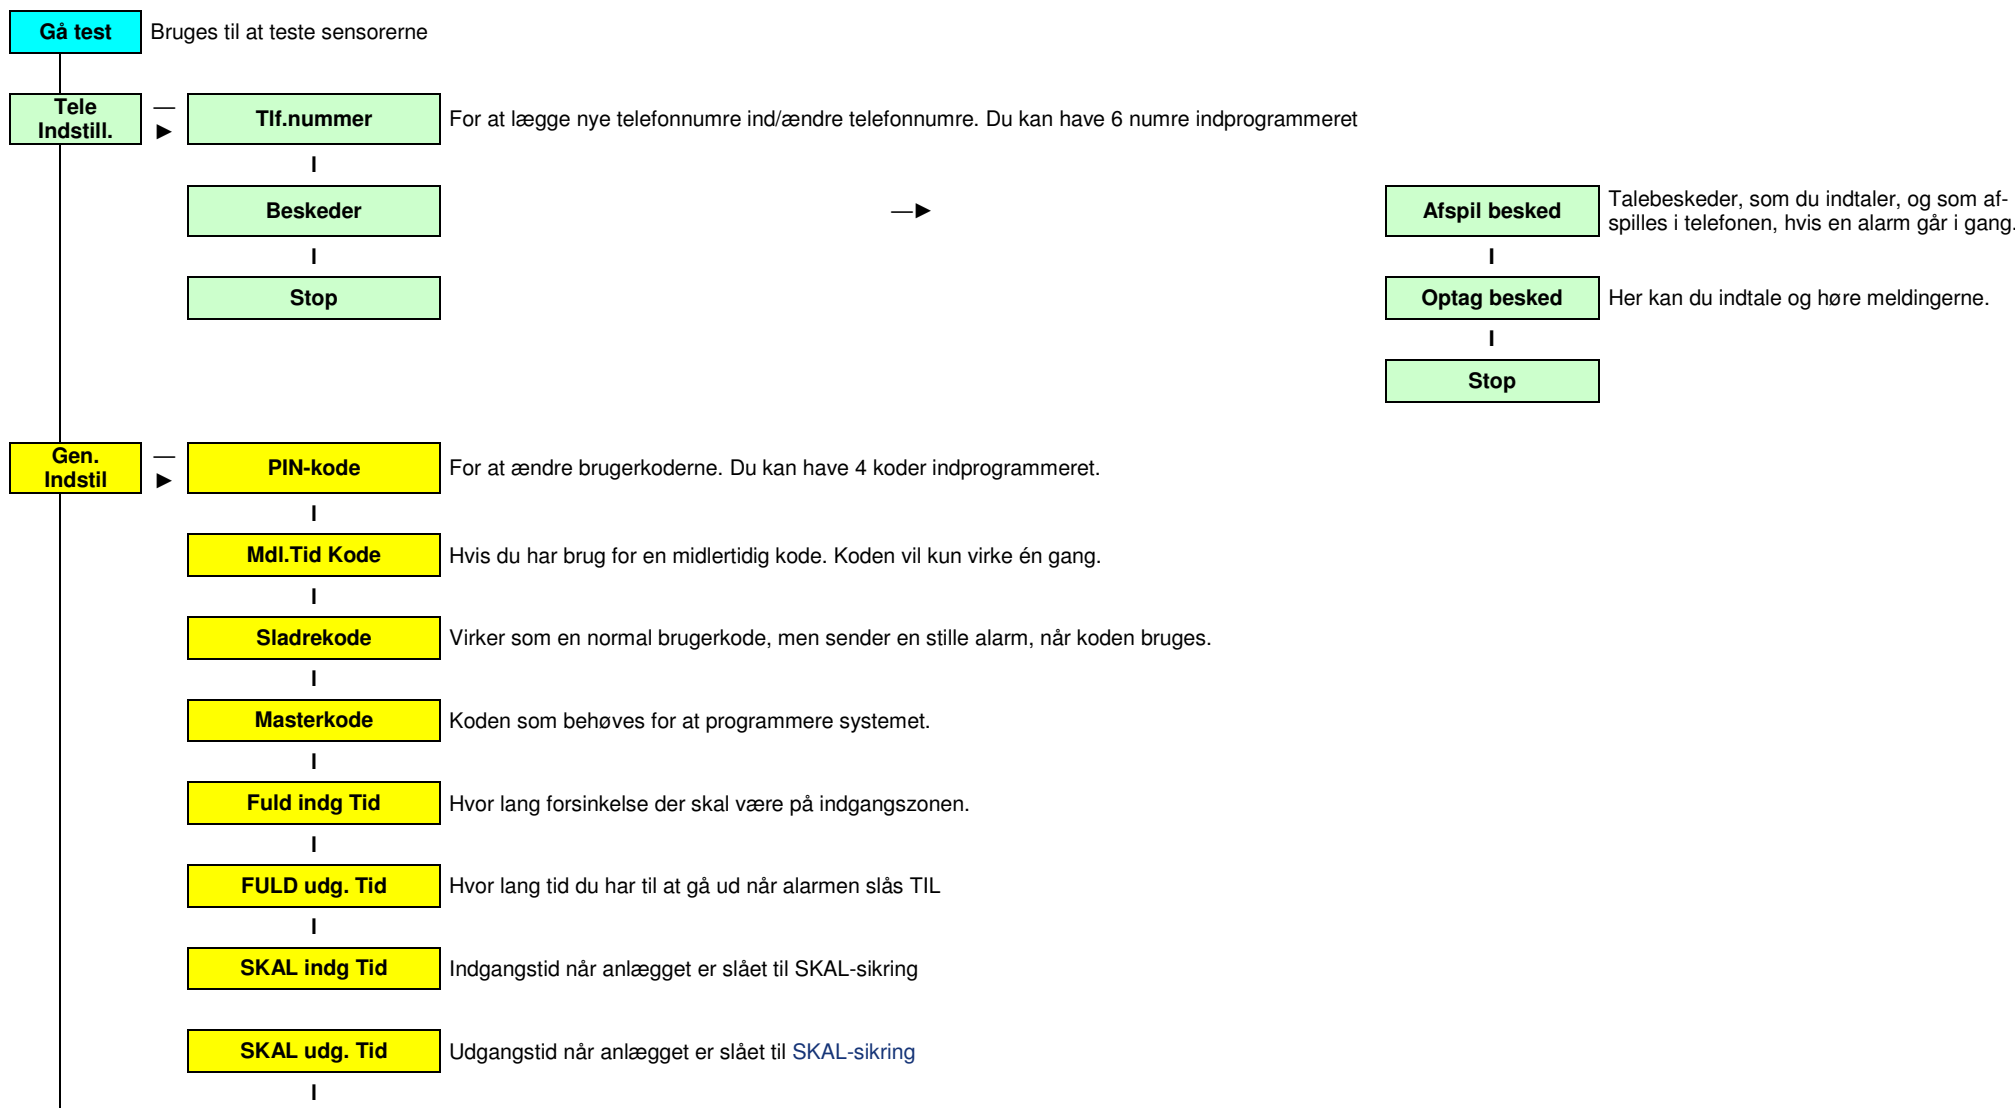 Gå test
Bruges til at teste sensorerne
Tele
Indstill.
—
►
Tlf.nummer
For at lægge nye telefonnumre ind/ændre telefonnumre. Du kan have 6 numre indprogrammeret
I
Beskeder
—►
Afspil besked
Talebeskeder, som du indtaler, og som af-
spilles i telefonen, hvis en alarm går i gang.
I
I
Stop
Optag besked
Her kan du indtale og høre meldingerne.
I
Stop
Gen.
Indstil
—
►
PIN-kode
For at ændre brugerkoderne. Du kan have 4 koder indprogrammeret.
I
Mdl.Tid Kode
Hvis du har brug for en midlertidig kode. Koden vil kun virke én gang.
I
Sladrekode
Virker som en normal brugerkode, men sender en stille alarm, når koden bruges.
I
Masterkode
Koden som behøves for at programmere systemet.
I
Fuld indg Tid
Hvor lang forsinkelse der skal være på indgangszonen.
I
FULD udg. Tid
Hvor lang tid du har til at gå ud når alarmen slås TIL
I
SKAL indg Tid
Indgangstid når anlægget er slået til SKAL-sikring
SKAL udg. Tid
Udgangstid når anlægget er slået til SKAL-sikring
I